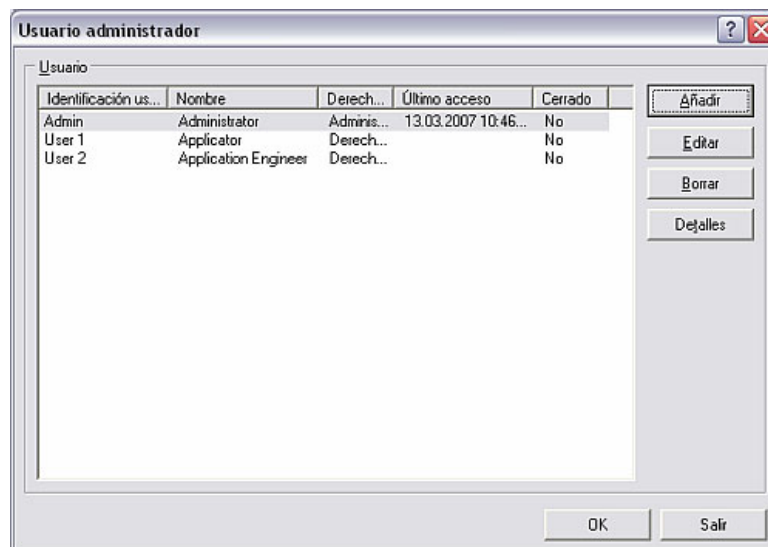 Usuario administrador
?
Usuario
Identificación us... Nombre Derech... Último acceso Cerrado
Admin Administrator Adminis... 13.03.2007 10:46... No
User 1 Applicator Derech... No
User 2 Application Engineer Derech... No
Añadir
Editar
Borrar
Detalles
OK Salir